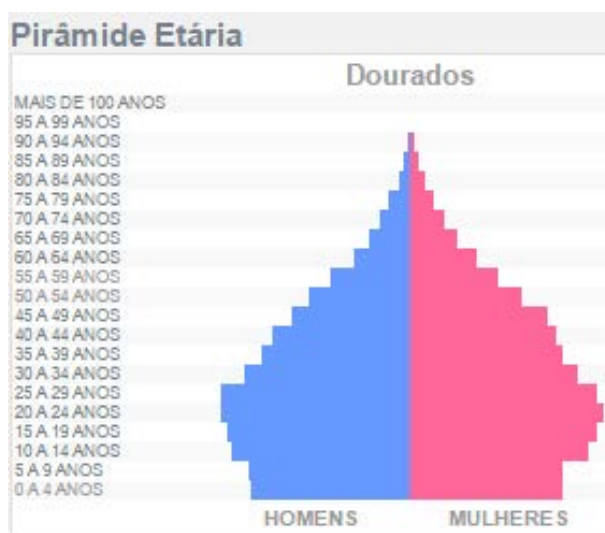 Pirâmide Etária
Dourados
MAIS DE 100 ANOS
95 A 99 ANOS
90 A 94 ANOS
85 A 89 ANOS
80 A 84 ANOS
75 A 79 ANOS
70 A 74 ANOS
65 A 69 ANOS
60 A 64 ANOS
55 A 59 ANOS
50 A 54 ANOS
45 A 49 ANOS
40 A 44 ANOS
35 A 39 ANOS
30 A 34 ANOS
25 A 29 ANOS
20 A 24 ANOS
15 A 19 ANOS
10 A 14 ANOS
5 A 9 ANOS
0 A 4 ANOS
HOMENS MULHERES